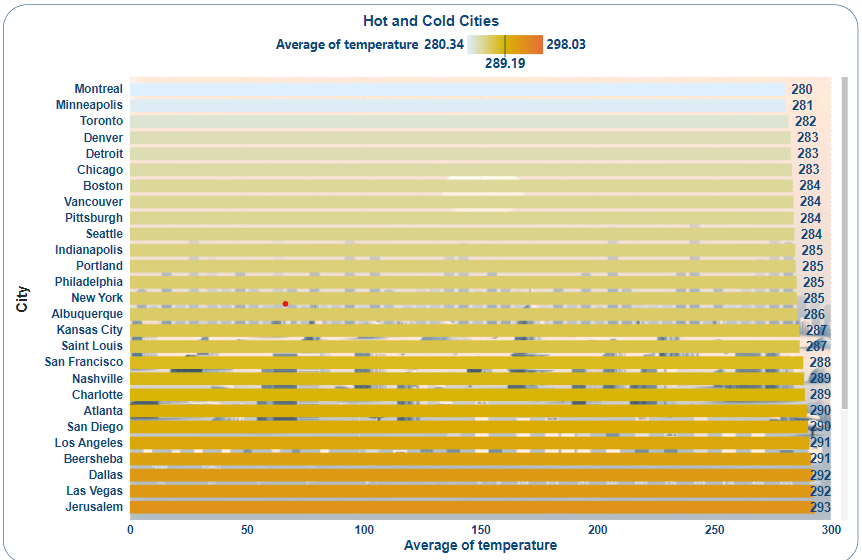 Hot and Cold Cities
Average of temperature 280.34 298.03
289.19
Montreal 280
Minneapolis 281
Toronto 282
Denver 283
Detroit 283
Chicago 283
Boston 284
Vancouver 284
Pittsburgh 284
Seattle 284
Indianapolis 285
Portland 285
Philadelphia 285
New York 285
Albuquerque 286
Kansas City 287
Saint Louis 287
San Francisco 288
Nashville 289
Charlotte 289
Atlanta 290
San Diego 290
Los Angeles 291
Beersheba 291
Dallas 292
Las Vegas 292
Jerusalem 293
City
0 50 100 150 200 250 300
Average of temperature